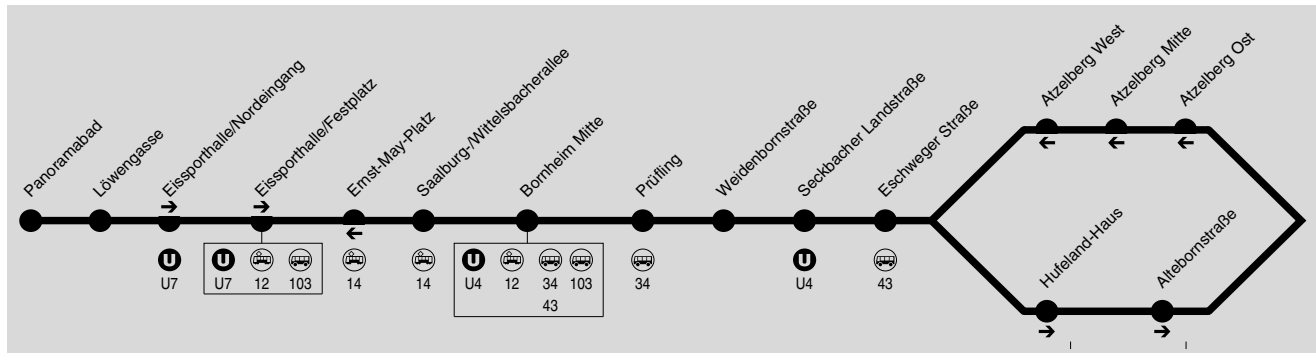 Panoramabad
Löwengasse
Eissporthalle/Nordeingang
Eissporthalle/Festplatz
Ernst-May-Platz
Saalburg-/Wittelsbacherallee
Bornheim Mitte
Prüfling
Weidenbornstraße
Seckbacher Landstraße
Eschweger Straße
Atzelberg West
Atzelberg Mitte
Atzelberg Ost
Hufeland-Haus
Altebornstraße
U U U U
U7 U7 12 103 14 14 U4 12 34 103 34 U4 43
43